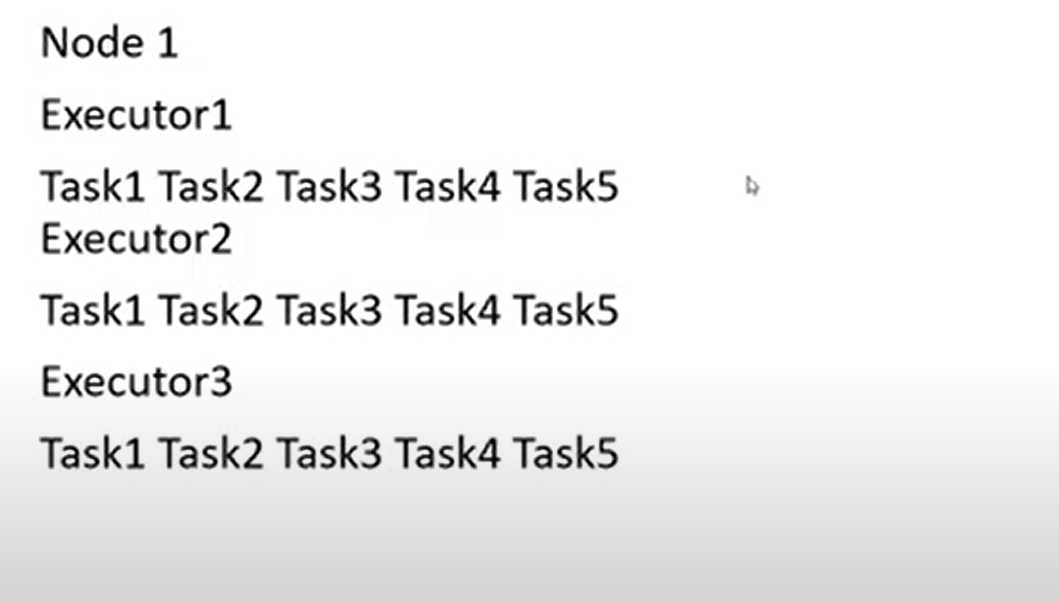 Node 1
Executor1
Task1 Task2 Task3 Task4 Task5
Executor2
Task1 Task2 Task3 Task4 Task5
Executor3
Task1 Task2 Task3 Task4 Task5